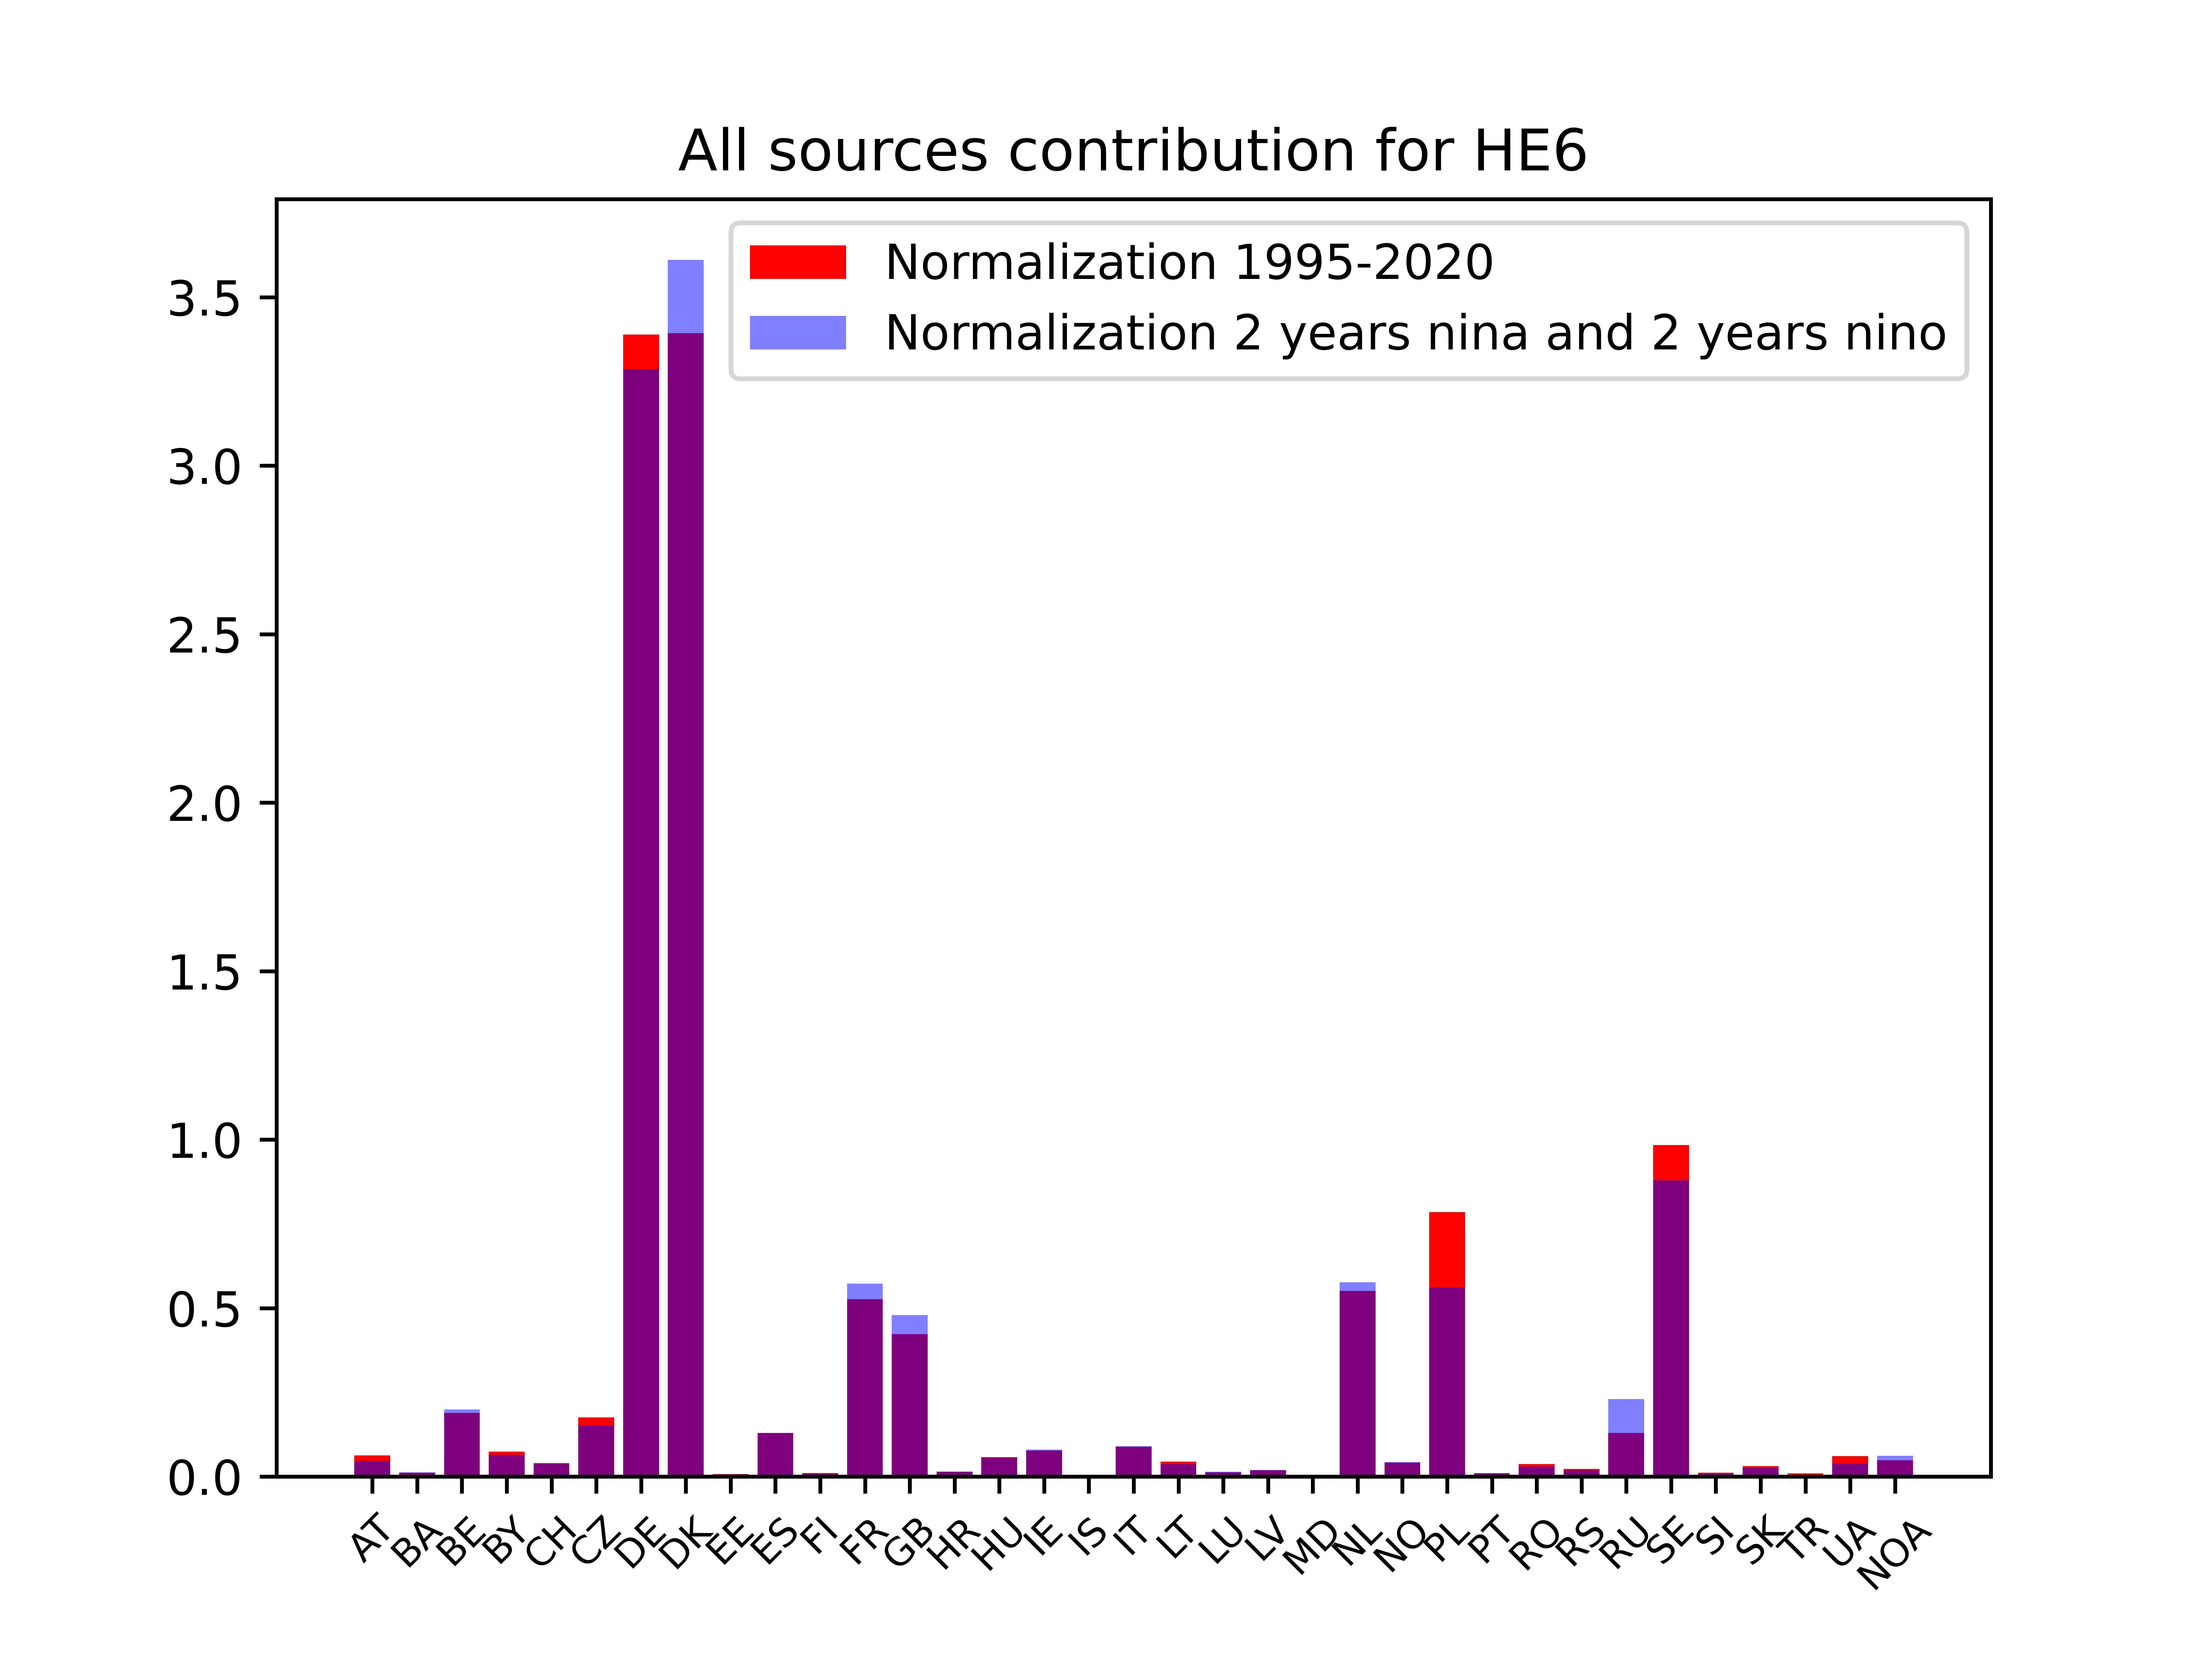 All sources contribution for HE6
Normalization 1995-2020
Normalization 2 years nina and 2 years nino
3.5
3.0
2.5
2.0
1.5
1.0
0.5
0.0
AT BA BE BY CH CZ DE DK EE ES FI FR GB HR HU IE IS IT LT LU LV MD NL NO PL PT RO RS RU SE SI SK TR UA NOA